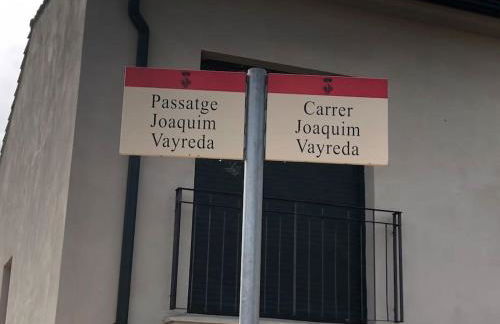 Passatge
Joaquim
Vayreda
Carrer
Joaquim
Vayreda